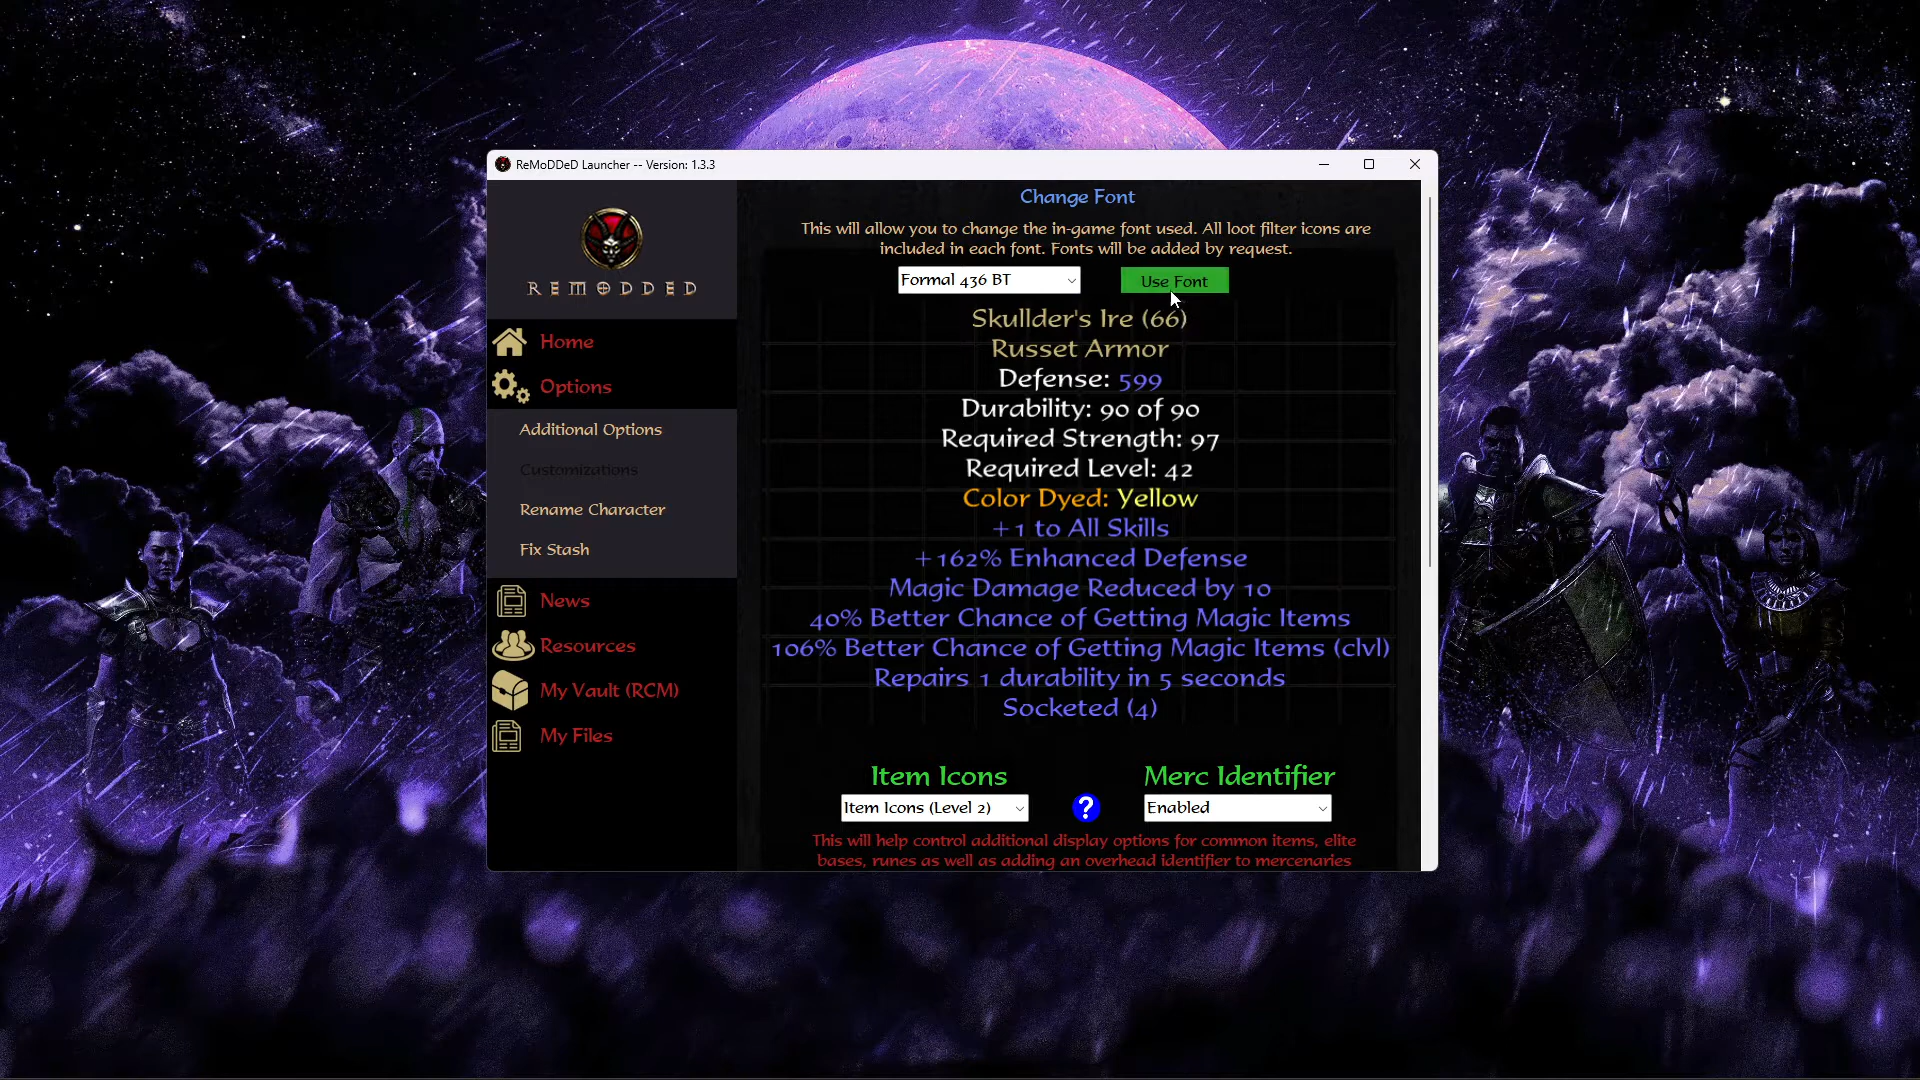 ReMoDDeD Launcher -- Version: 1.3.3
REMODDED
Home
Options
Additional Options
Customizations
Rename Character
Fix Stash
News
Resources
My Vault (RCM)
My Files
Change Font
This will allow you to change the in-game font used. All loot filter icons are
included in each font. Fonts will be added by request.
Formal 436 BT
Use Font
Skullder's Ire (66)
Russet Armor
Defense: 599
Durability: 90 of 90
Required Strength: 97
Required Level: 42
Color Dyed: Yellow
+1 to All Skills
+162% Enhanced Defense
Magic Damage Reduced by 10
40% Better Chance of Getting Magic Items
106% Better Chance of Getting Magic Items (clvl)
Repairs 1 durability in 5 seconds
Socketed (4)
Item Icons
Merc Identifier
Item Icons (Level 2)
?
Enabled
This will help control additional display options for common items, elite
bases, runes as well as adding an overhead identifier to mercenaries